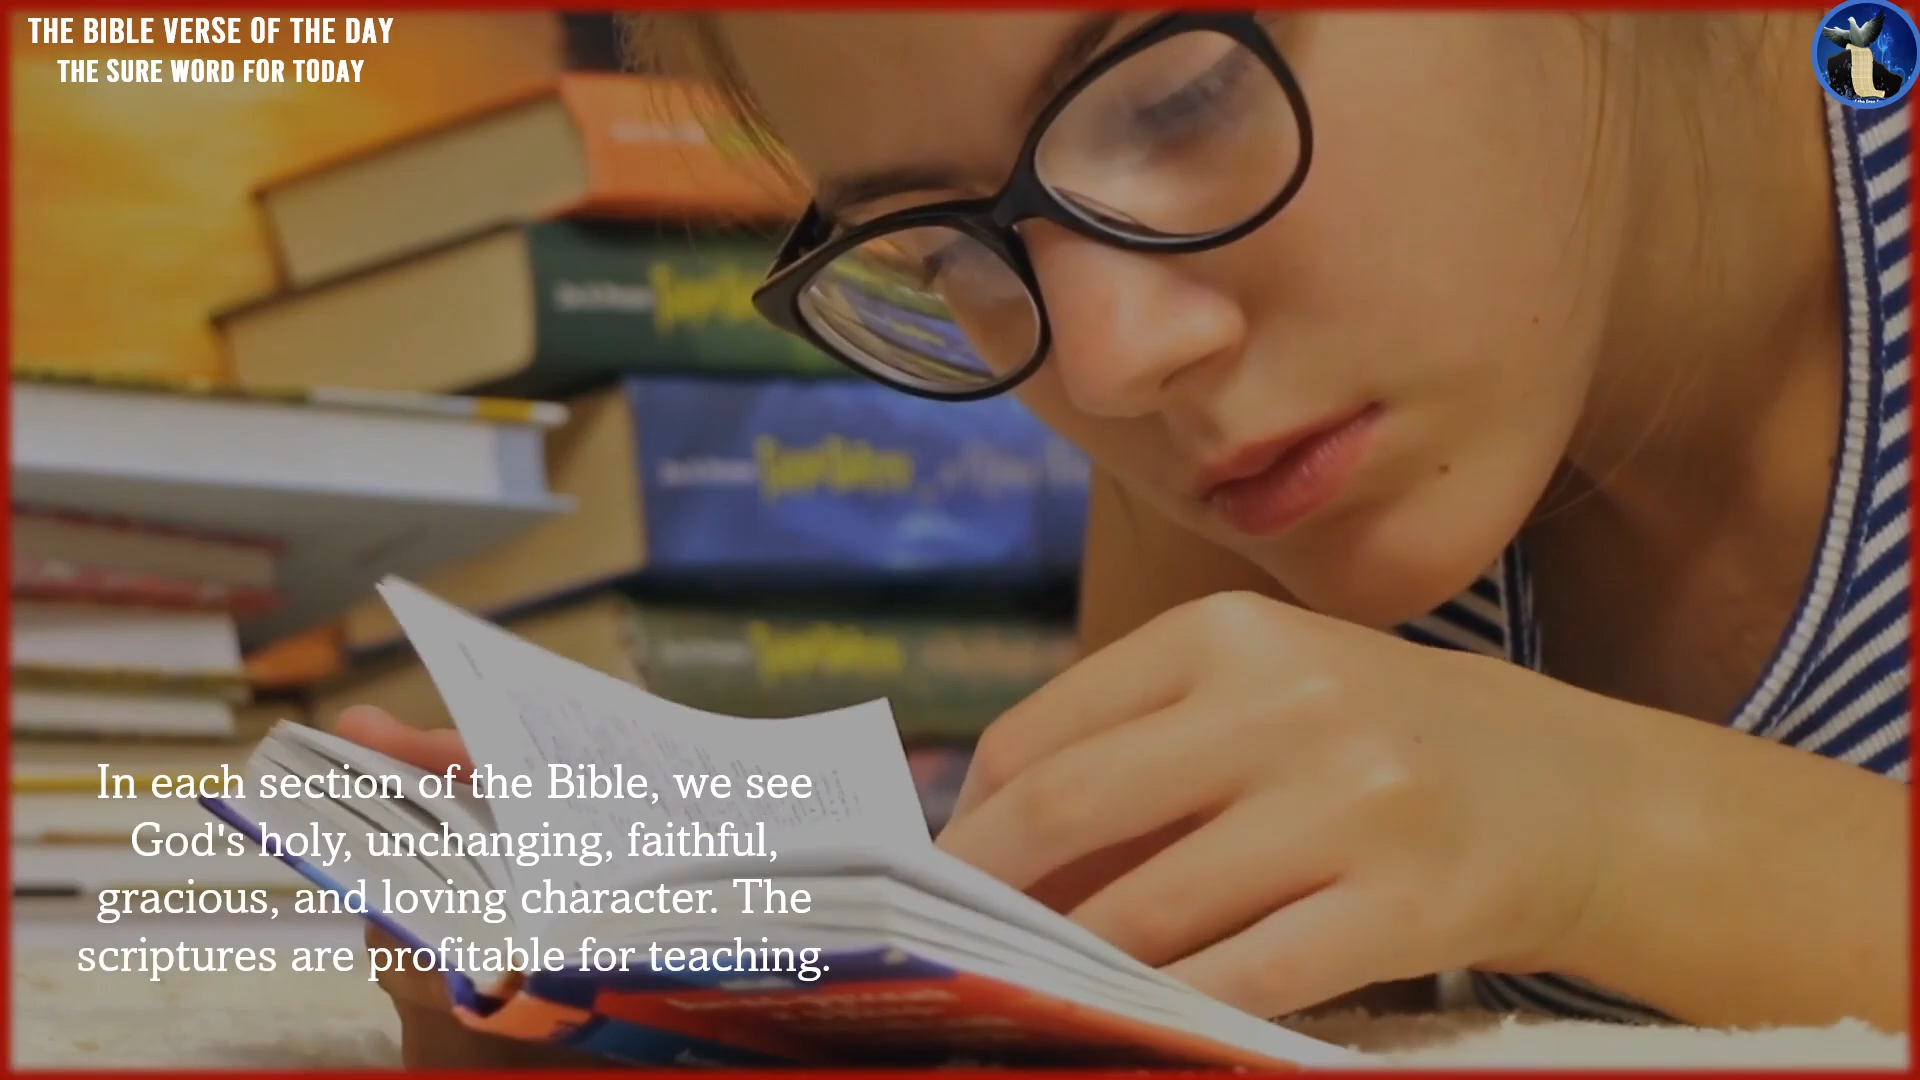 THE BIBLE VERSE OF THE DAY
THE SURE WORD FOR TODAY
In each section of the Bible, we see
God's holy, unchanging, faithful,
gracious, and loving character. The
scriptures are profitable for teaching.